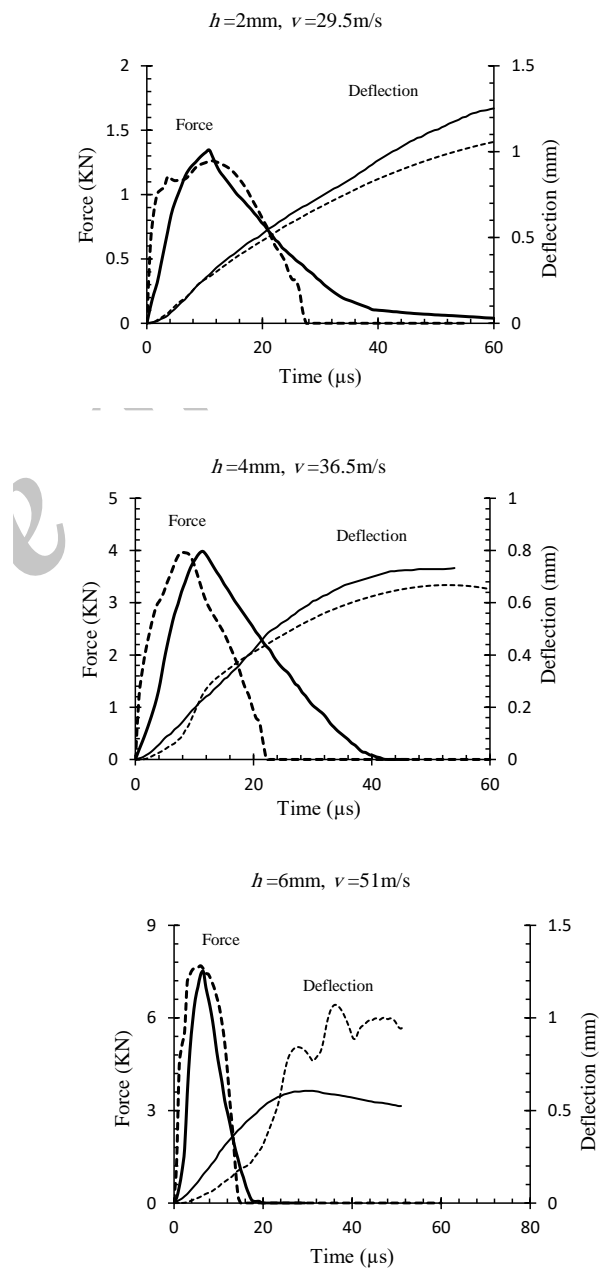 h=2mm, v=29.5m/s
2
1.5
1
0.5
0
1.5
1
0.5
0
0
20
40
60
Force
Deflection
Force (KN)
Deflection (mm)
Time (µs)
h=4mm, v=36.5m/s
5
4
3
2
1
0
1
0.8
0.6
0.4
0.2
0
0
20
40
60
Force
Deflection
Force (KN)
Deflection (mm)
Time (µs)
h=6mm, v=51m/s
9
6
3
0
1.5
1
0.5
0
0
20
40
60
80
Force
Deflection
Force (KN)
Deflection (mm)
Time (µs)